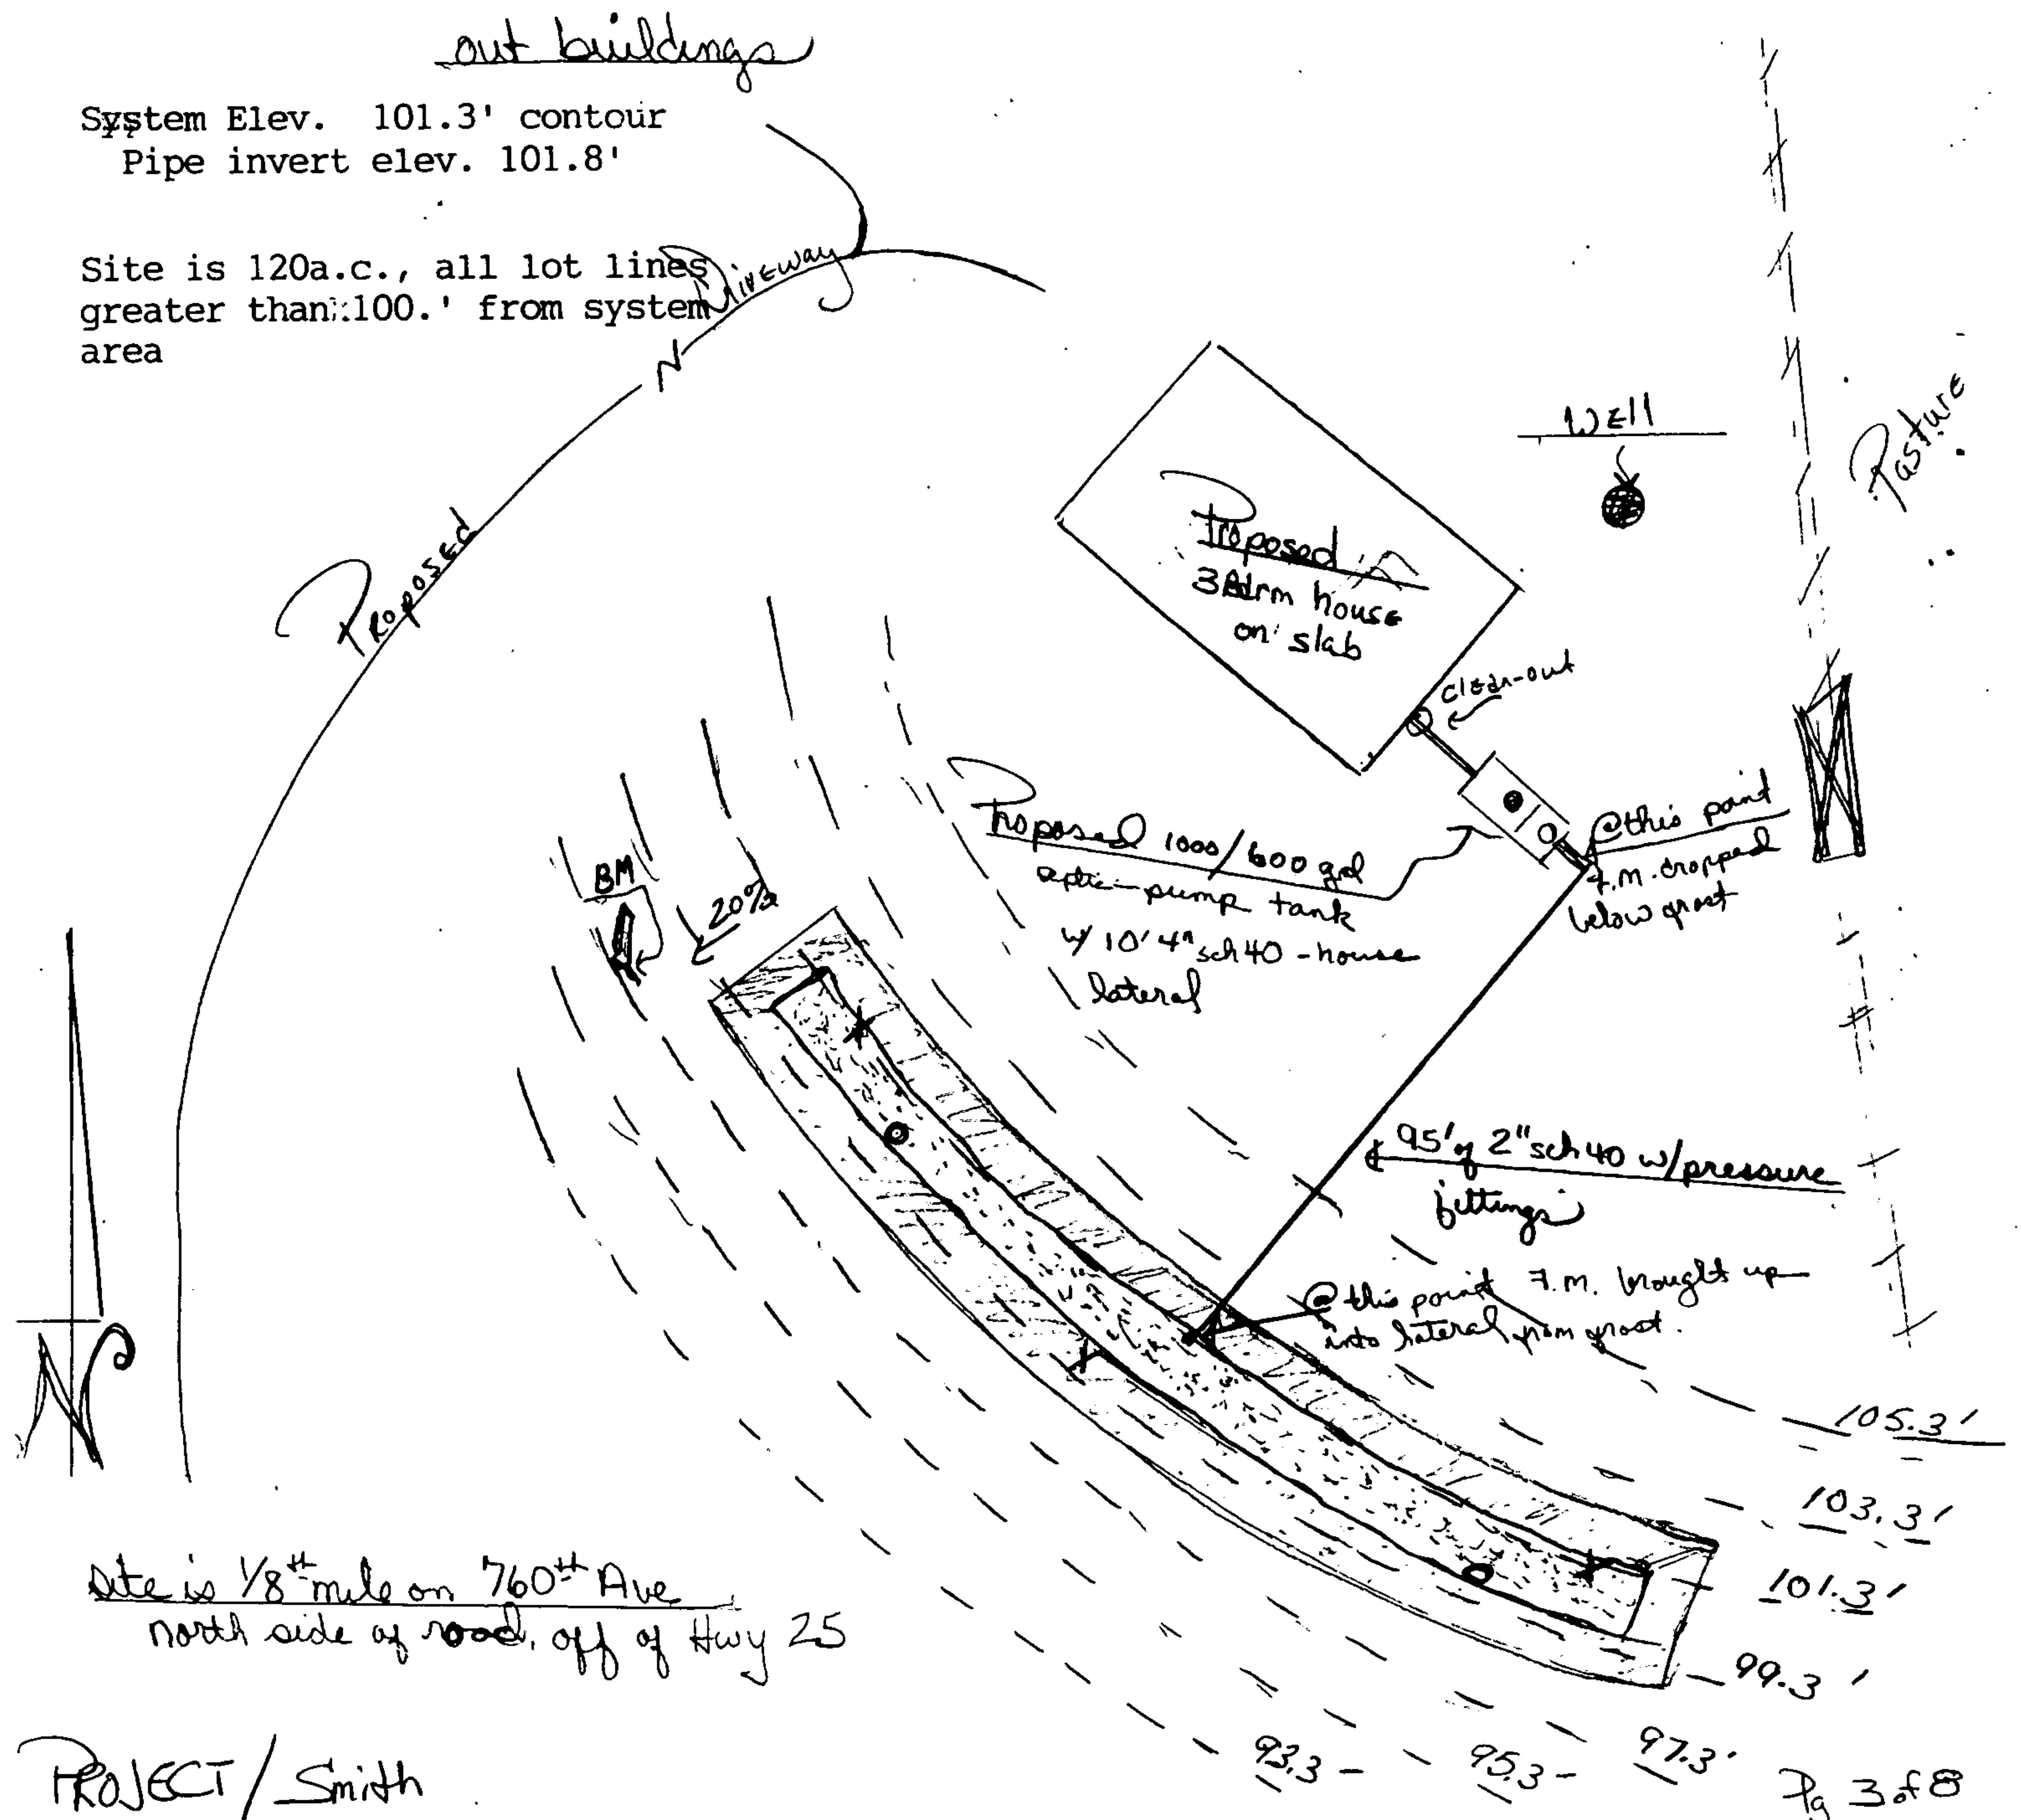 out buildings
System Elev. 101.3' contour
Pipe invert elev. 101.8'
Site is 120a.c., all lot lines
greater than 100.' from system
area
Proposed Driveway
Well
Pasture
Proposed
3Bdrm house
on slab
clean-out
Proposed 1000/600 gal
septic-pump tank
w/ 10' 4" sch40 - house
lateral
@this point
F.M. dropped
below frost
BM
20%
95' of 2" sch 40 w/pressure
fittings
@this point F.M. brought up
into lateral from frost.
N
105.3'
103.3'
101.3'
99.3'
97.3'
95.3
93.3
site is 1/8th mile on 760th Ave
north side of road, off of Hwy 25
PROJECT/Smith
Pg 3 of 8